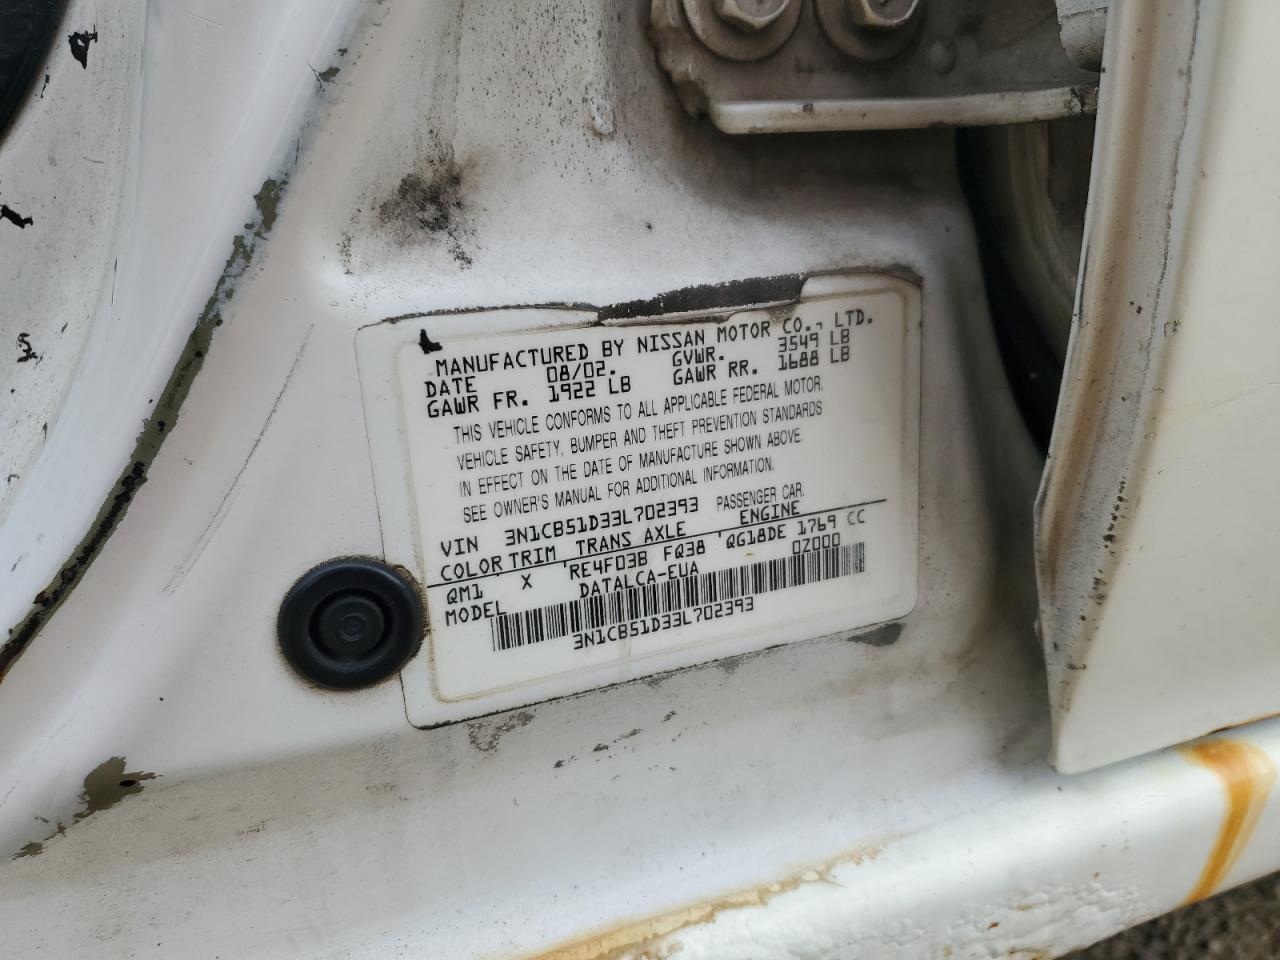 MANUFACTURED BY NISSAN MOTOR CO., LTD.
DATE 08/02. GVWR. 3549 LB
GAWR FR. 1922 LB GAWR RR. 1688 LB
THIS VEHICLE CONFORMS TO ALL APPLICABLE FEDERAL MOTOR
VEHICLE SAFETY, BUMPER AND THEFT PREVENTION STANDARDS
IN EFFECT ON THE DATE OF MANUFACTURE SHOWN ABOVE.
SEE OWNER'S MANUAL FOR ADDITIONAL INFORMATION.
VIN 3N1CB51D33L702393 PASSENGER CAR.
COLOR TRIM TRANS AXLE ENGINE
QM1 X RE4F03B FQ38 QG18DE 1769 CC
MODEL DATALCA-EUA 0Z000
3N1CB51D33L702393